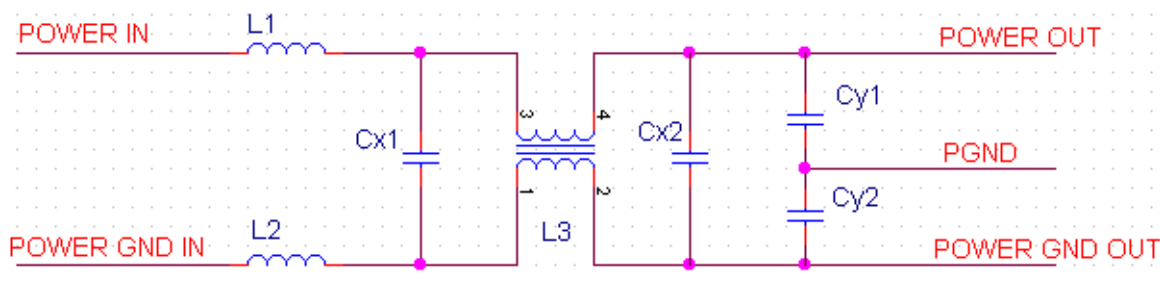 POWER IN
L1
POWER OUT
Cy1
3
4
Cx1
Cx2
PGND
1
2
Cy2
L2
L3
POWER GND IN
POWER GND OUT